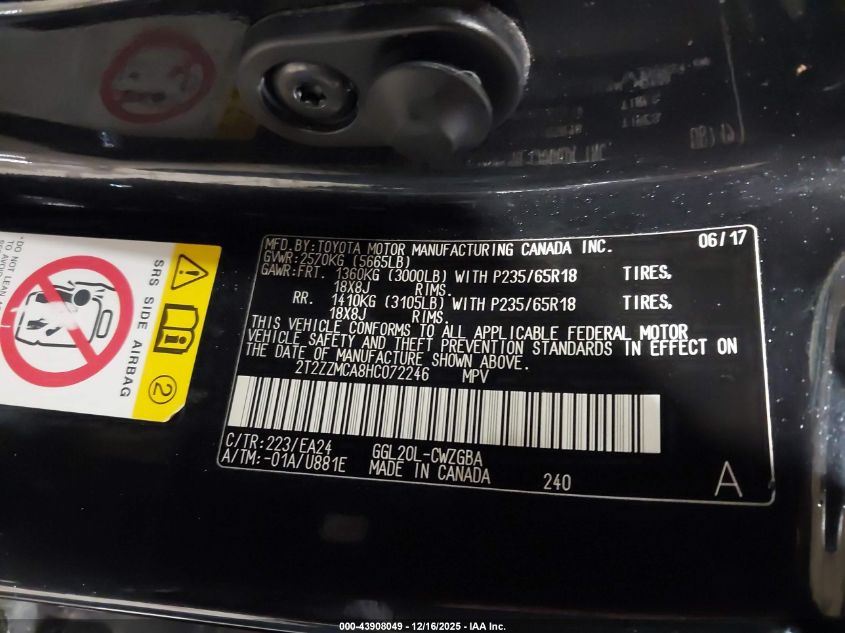 MFD. BY: TOYOTA MOTOR MANUFACTURING CANADA INC. 06/17
GVWR: 2570KG (5665LB)
GAWR: FRT. 1360KG (3000LB) WITH P235/65R18 TIRES,
18X8J RIMS,
RR. 1410KG (3105LB) WITH P235/65R18 TIRES,
18X8J RIMS,
THIS VEHICLE CONFORMS TO ALL APPLICABLE FEDERAL MOTOR
VEHICLE SAFETY AND THEFT PREVENTION STANDARDS IN EFFECT ON
THE DATE OF MANUFACTURE SHOWN ABOVE.
2T2ZZMCA8HC072246 MPV
C/TR: 223/EA24 GGL20L-CWZGBA
A/TM: -01A/U881E MADE IN CANADA 240 A
SRS SIDE AIRBAG
2
*DO NOT LEAN
000-43908049 - 12/16/2025 - IAA Inc.